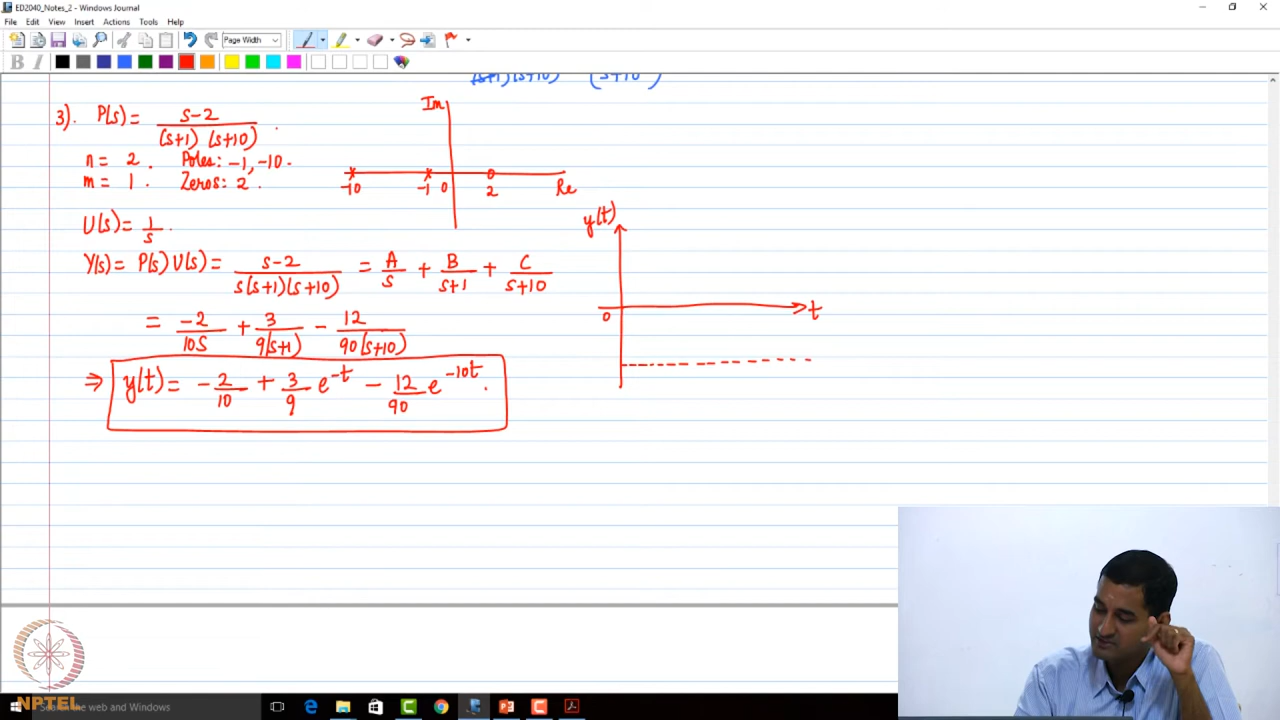 ED2040_Notes_2 - Windows Journal
File Edit View Insert Actions Tools Help
Page Width
B I
(s+1)(s+10) (s+10)
3). P(s) = s-2 / (s+1) (s+10) .
n = 2 . Poles: -1, -10.
m = 1 . Zeros: 2 .
Im
-10 -1 0 2 Re
U(s) = 1/s .
Y(s) = P(s) U(s) = s-2 / s(s+1)(s+10) = A/s + B/s+1 + C/s+10
= -2/10s + 3/9(s+1) - 12/90(s+10)
⇒ y(t) = -2/10 + 3/9 e^-t - 12/90 e^-10t .
y(t)
0 t
NPTEL
Search the web and Windows